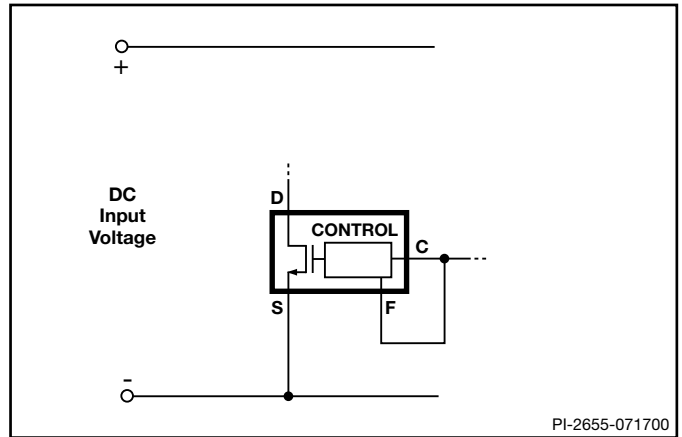 +
DC
Input
Voltage
D
CONTROL
C
S
F
-
PI-2655-071700